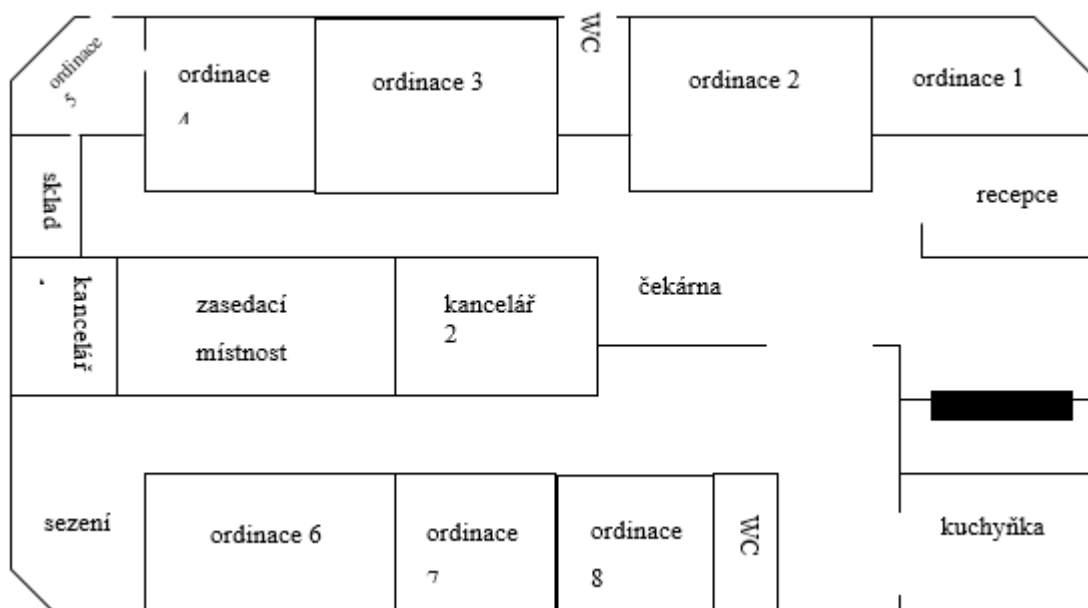 WC
ordinace
5
ordinace
4
ordinace 3
ordinace 2
ordinace 1
sklad
recepce
kancelář
zasedací
místnost
kancelář
2
čekárna
sezení
ordinace 6
ordinace
7
ordinace
8
WC
kuchyňka